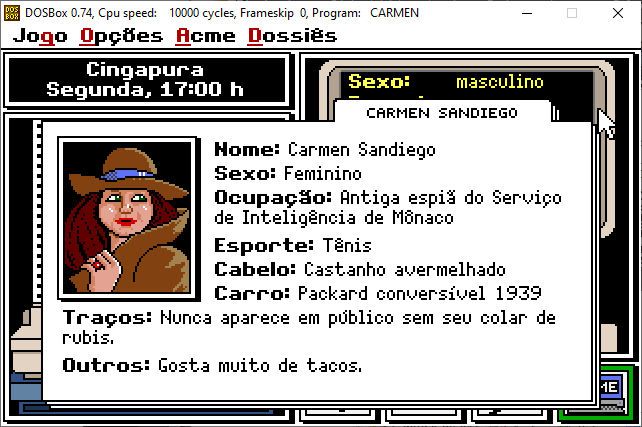 DOSBox 0.74, Cpu speed: 10000 cycles, Frameskip 0, Program: CARMEN
Jogo Opções Acme Dossiês
Cingapura
Segunda, 17:00 h
Sexo: masculino
CARMEN SANDIEGO
Nome: Carmen Sandiego
Sexo: Feminino
Ocupação: Antiga espiã do Serviço
de Inteligência de Mônaco
Esporte: Tênis
Cabelo: Castanho avermelhado
Carro: Packard conversível 1939
Traços: Nunca aparece em público sem seu colar de
rubis.
Outros: Gosta muito de tacos.